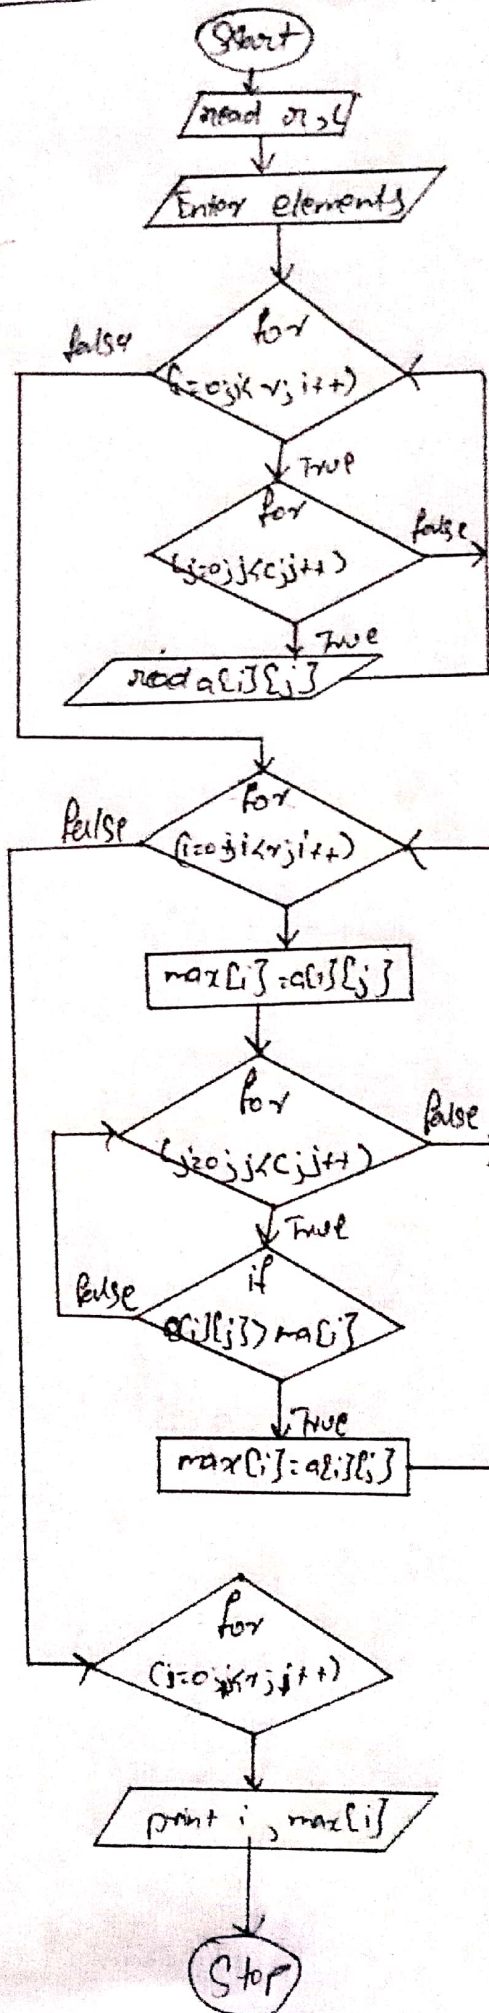 Start
read r, c
Enter elements
for
false
(i=0;i<r;i++)
True
for
false
(j=0;j<c;j++)
True
read a[i][j]
for
false
(i=0;i<r;i++)
max[i]=a[i][j]
for
false
(j=0;j<c;j++)
True
if
false
a[i][j]>ma[i]
True
max[i]=a[i][j]
for
print i, max[i]
Stop